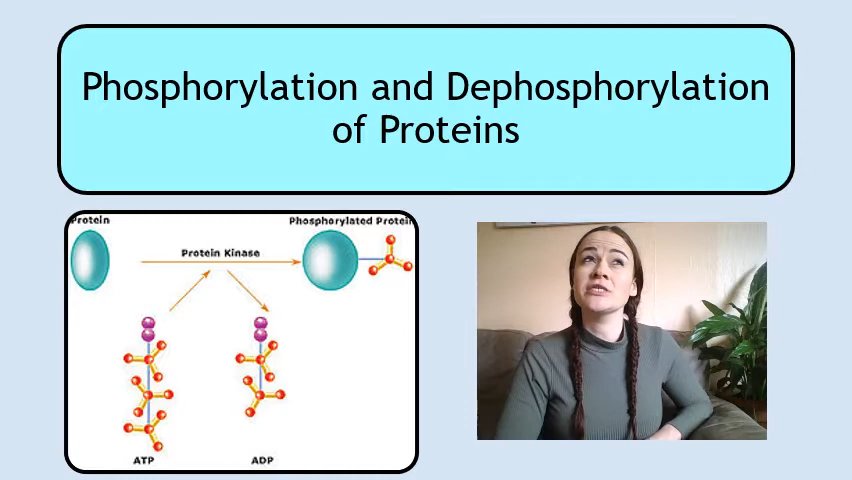 Phosphorylation and Dephosphorylation
of Proteins
Protein
Phosphorylated Protein
Protein Kinase
ATP
ADP